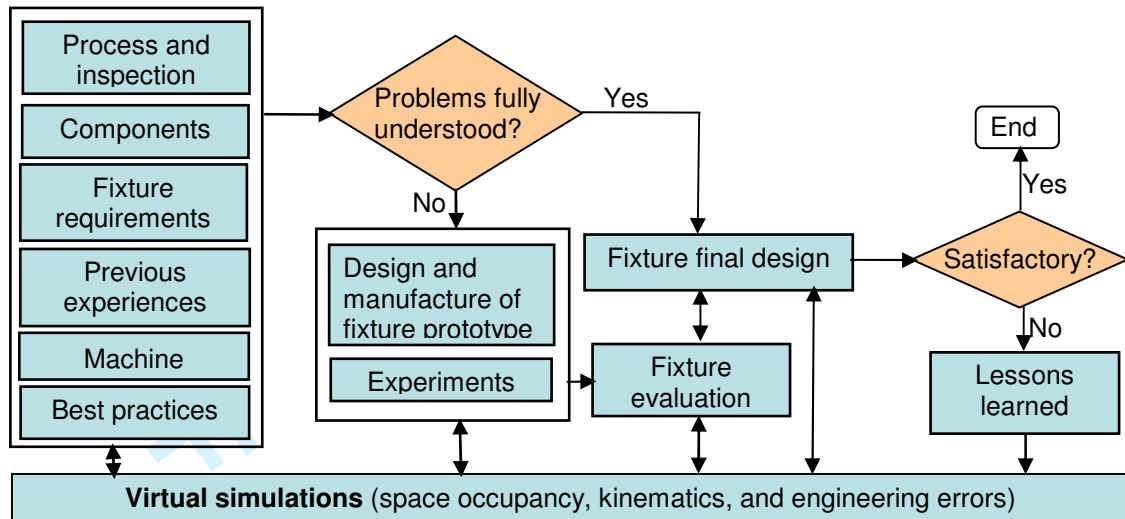 Process and
inspection
Components
Fixture
requirements
Previous
experiences
Machine
Best practices
Problems fully
understood?
Yes
No
Design and
manufacture of
fixture prototype
Experiments
Fixture final design
Fixture
evaluation
Satisfactory?
Yes
End
No
Lessons
learned
Virtual simulations (space occupancy, kinematics, and engineering errors)